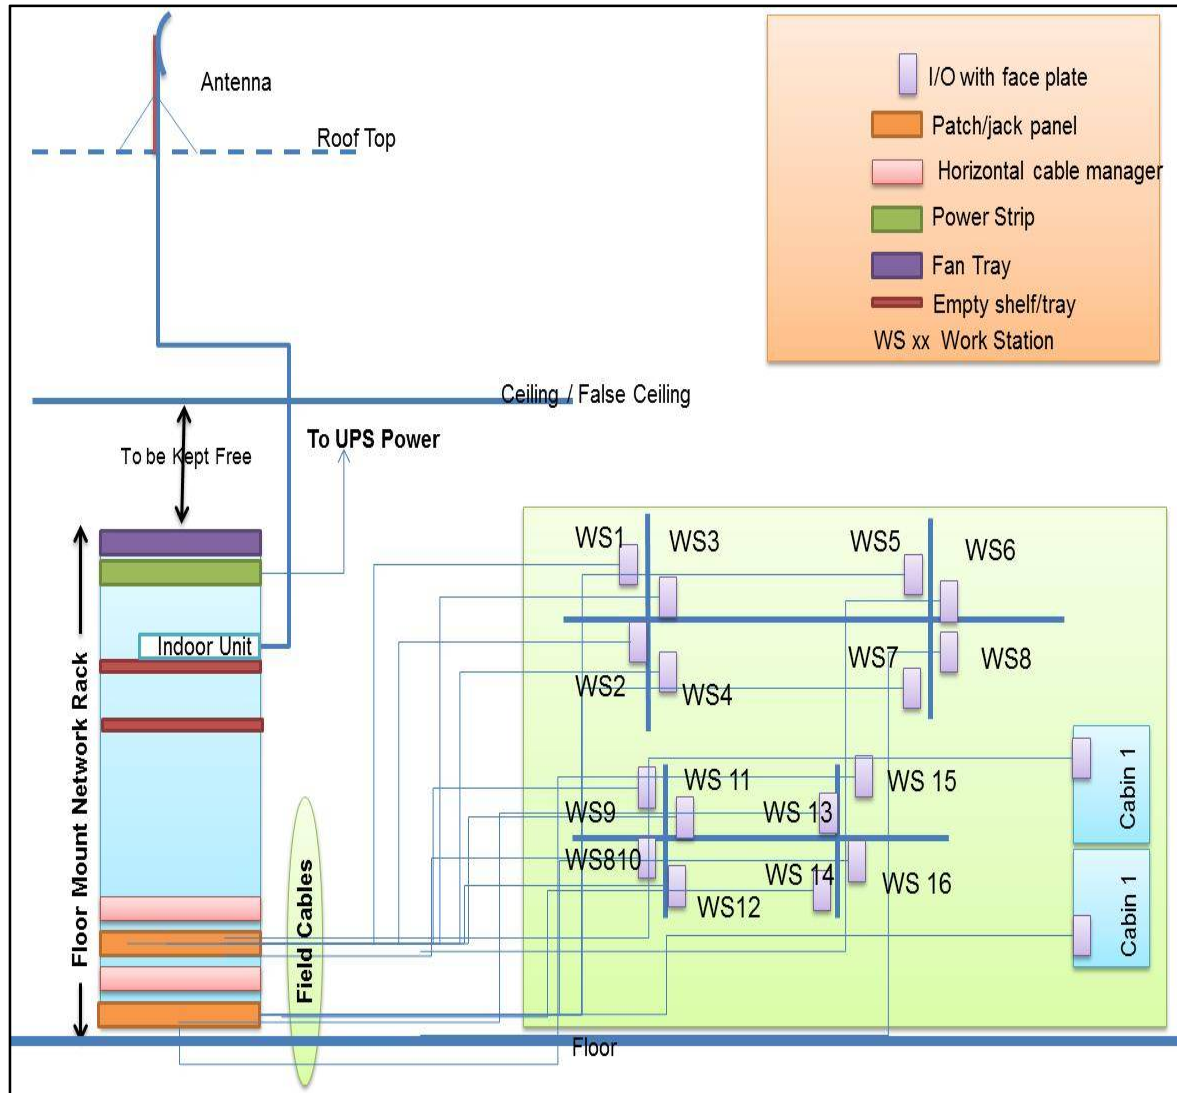 Antenna
Roof Top
I/O with face plate
Patch/jack panel
Horizontal cable manager
Power Strip
Fan Tray
Empty shelf/tray
WS xx Work Station
Ceiling / False Ceiling
To be Kept Free
To UPS Power
Floor Mount Network Rack
Indoor Unit
Field Cables
WS1
WS3
WS5
WS6
WS2
WS4
WS7
WS8
WS 11
WS 15
WS9
WS 13
WS810
WS 14
WS 16
WS12
Cabin 1
Cabin 1
Floor